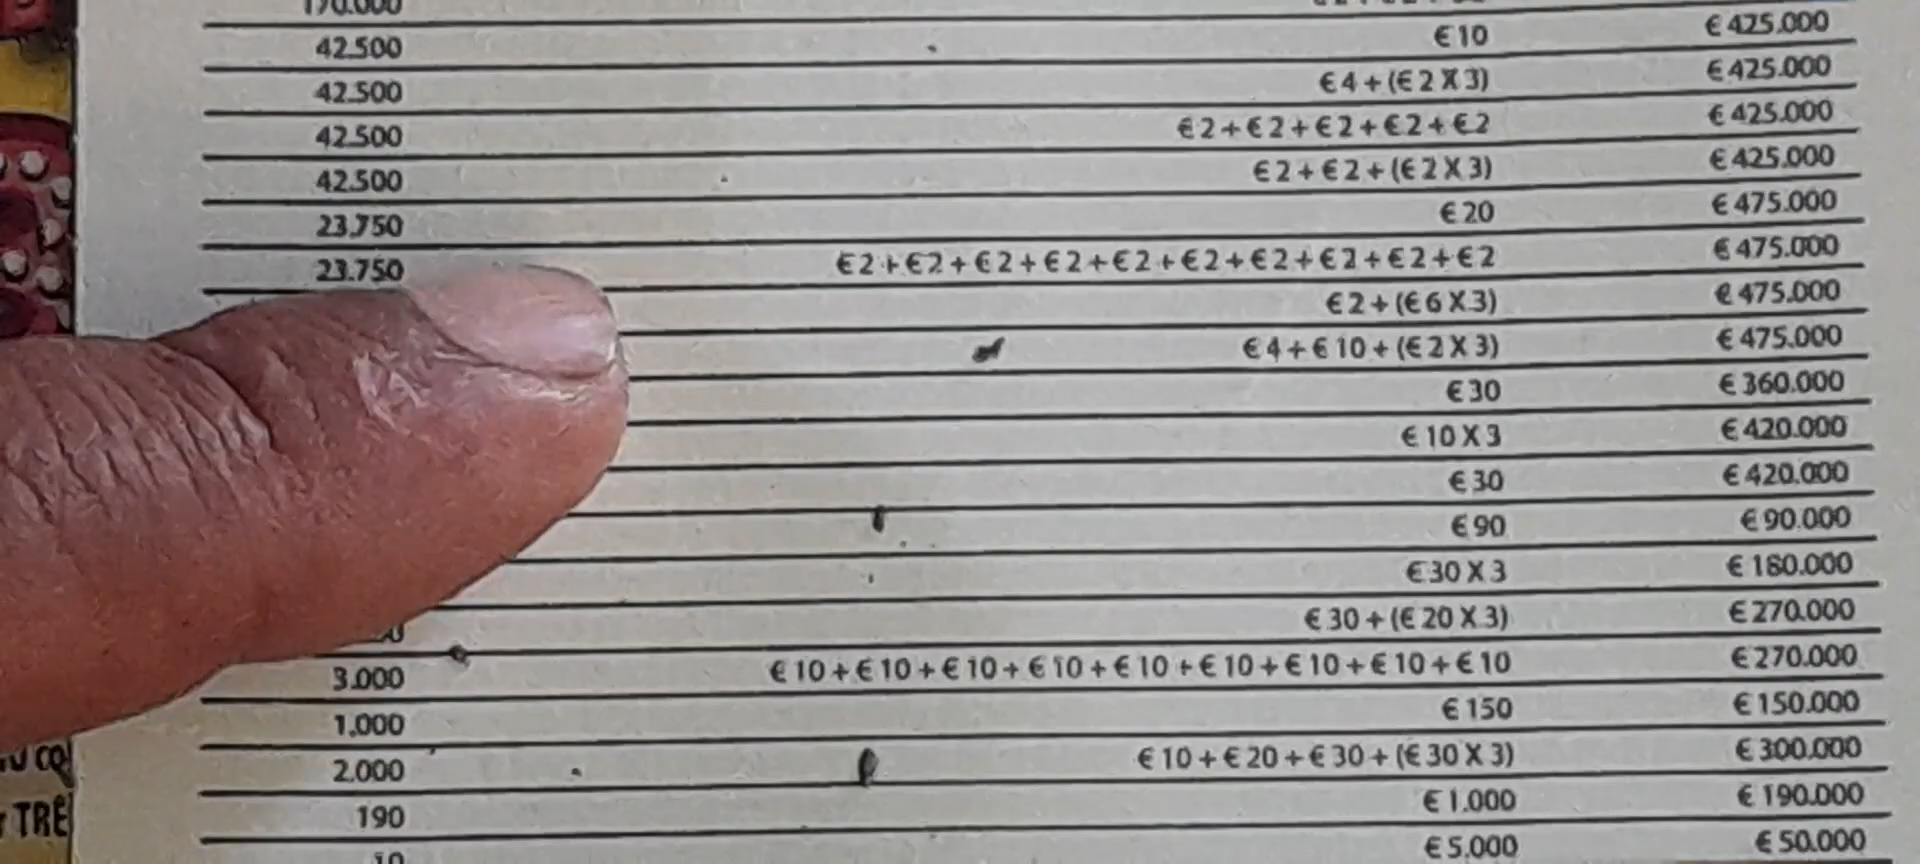 42.500 €10 €425.000
42.500 €4+(€2X3) €425.000
42.500 €2+€2+€2+€2+€2 €425.000
42.500 €2+€2+(€2X3) €425.000
23.750 €20 €475.000
23.750 €2+€2+€2+€2+€2+€2+€2+€2+€2+€2 €475.000
€2+(€6X3) €475.000
€4+€10+(€2X3) €475.000
€30 €360.000
€10X3 €420.000
€30 €420.000
€90 €90.000
€30X3 €180.000
€30+(€20X3) €270.000
3.000 €10+€10+€10+€10+€10+€10+€10+€10+€10 €270.000
1.000 €150 €150.000
2.000 €10+€20+€30+(€30X3) €300.000
190 €1.000 €190.000
10 €5.000 €50.000
TRE